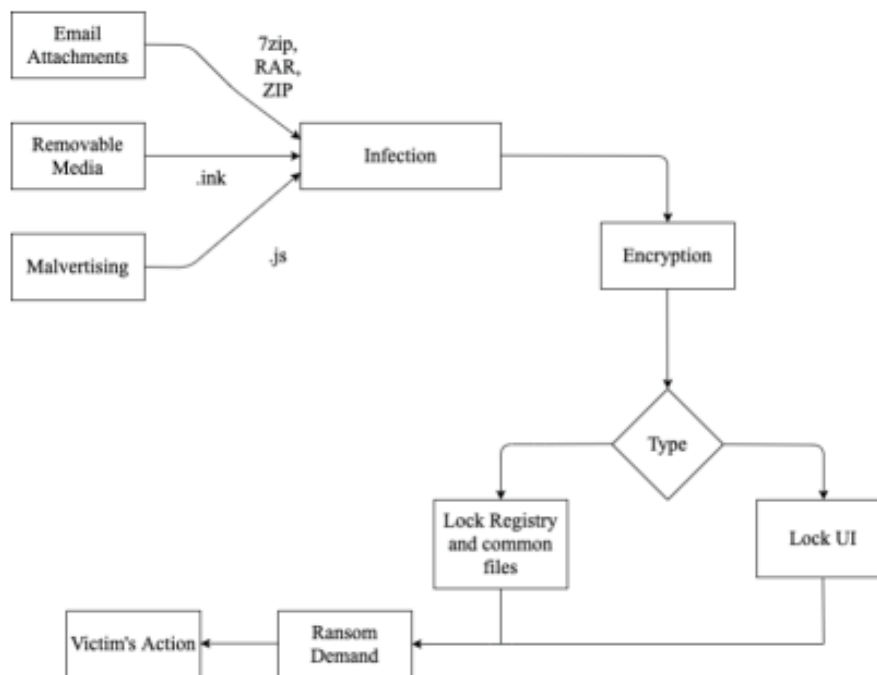 Email
Attachments
7zip,
RAR,
ZIP
Removable
Media
.ink
Infection
Malvertising
.js
Encryption
Type
Lock Registry
and common
files
Lock UI
Victim's Action
Ransom
Demand